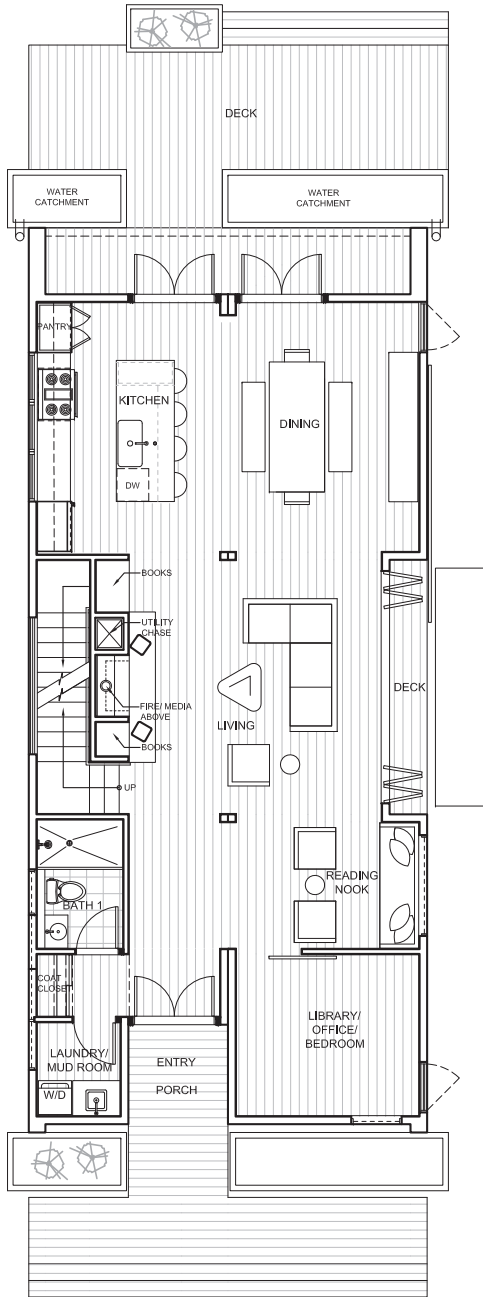 DECK
WATER
CATCHMENT
WATER
CATCHMENT
PANTRY
KITCHEN
DINING
DW
BOOKS
UTILITY
CHASE
FIRE/ MEDIA
ABOVE
BOOKS
LIVING
DECK
UP
READING
NOOK
BATH 1
COAT
CLOSET
LIBRARY/
OFFICE/
BEDROOM
LAUNDRY/
MUD ROOM
ENTRY
PORCH
W/D